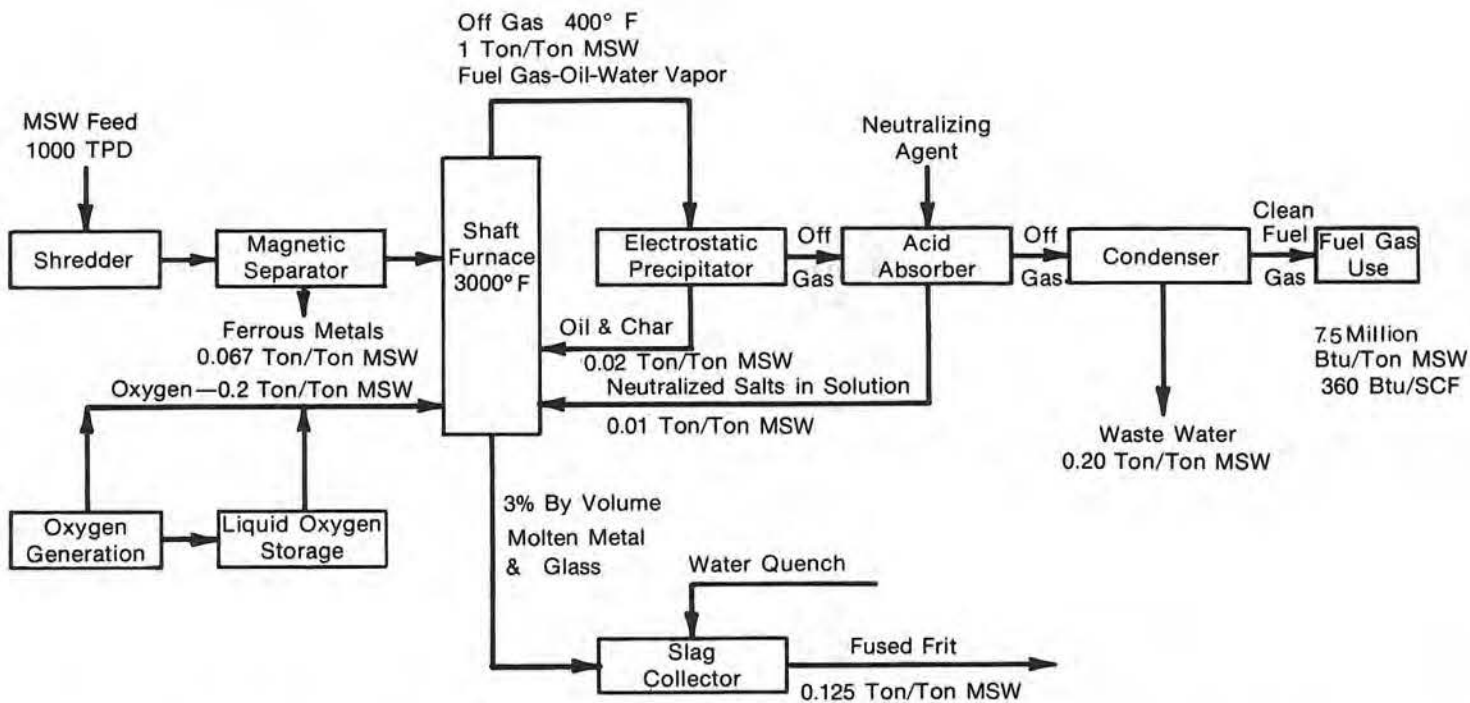 Off Gas 400° F
1 Ton/Ton MSW
Fuel Gas-Oil-Water Vapor
MSW Feed
1000 TPD
Neutralizing
Agent
Shredder
Magnetic
Separator
Shaft
Furnace
3000° F
Electrostatic
Precipitator
Off
Gas
Acid
Absorber
Off
Gas
Condenser
Clean
Fuel
Gas
Fuel Gas
Use
Ferrous Metals
0.067 Ton/Ton MSW
Oxygen—0.2 Ton/Ton MSW
Oil & Char
0.02 Ton/Ton MSW
Neutralized Salts in Solution
0.01 Ton/Ton MSW
7.5 Million
Btu/Ton MSW
360 Btu/SCF
Waste Water
0.20 Ton/Ton MSW
Oxygen
Generation
Liquid Oxygen
Storage
3% By Volume
Molten Metal
& Glass
Water Quench
Slag
Collector
Fused Frit
0.125 Ton/Ton MSW